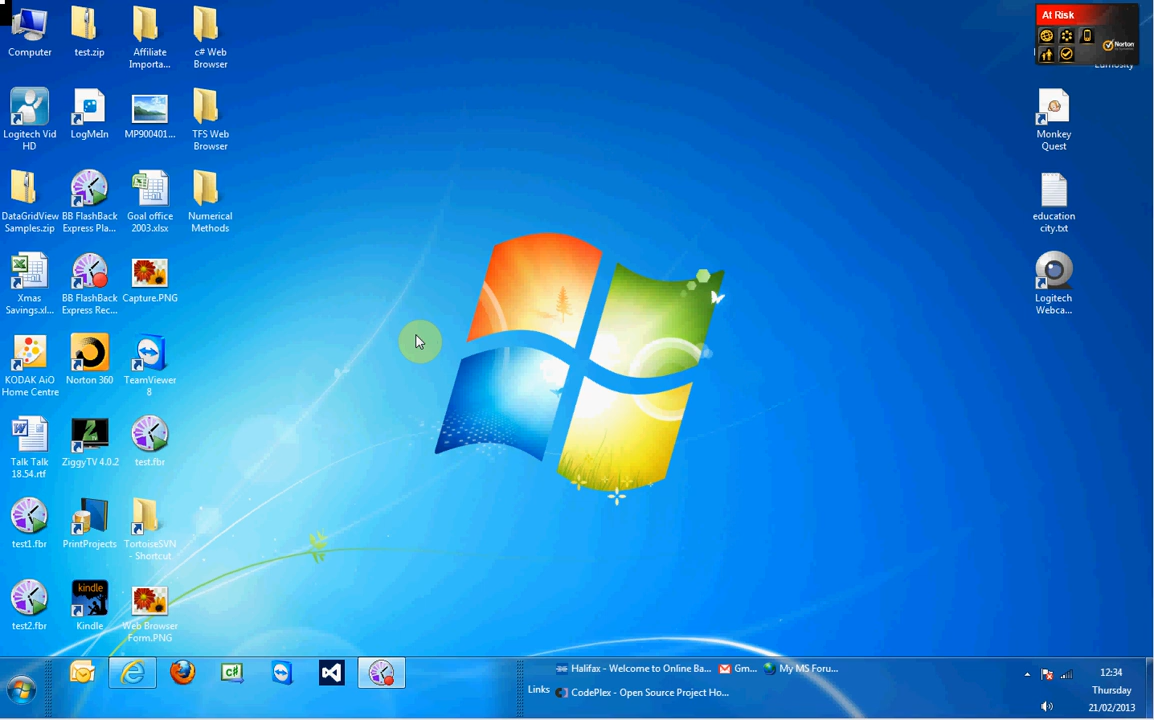 Computer
test.zip
Affiliate
Importa...
c# Web
Browser
At Risk
Norton
Logitech Vid
HD
LogMeIn
MP900401...
TFS Web
Browser
Monkey
Quest
DataGridView
Samples.zip
BB FlashBack
Express Pla...
Goal office
2003.xlsx
Numerical
Methods
education
city.txt
Xmas
Savings.xl...
BB FlashBack
Express Rec...
Capture.PNG
Logitech
Webca...
KODAK AiO
Home Centre
Norton 360
TeamViewer
8
Talk Talk
18.54.rtf
ZiggyTV 4.0.2
test.fbr
test1.fbr
PrintProjects
TortoiseSVN
- Shortcut
test2.fbr
kindle
Kindle
Web Browser
Form.PNG
Links
Halifax - Welcome to Online Ba...
Gm...
My MS Foru...
CodePlex - Open Source Project Ho...
12:34
Thursday
21/02/2013